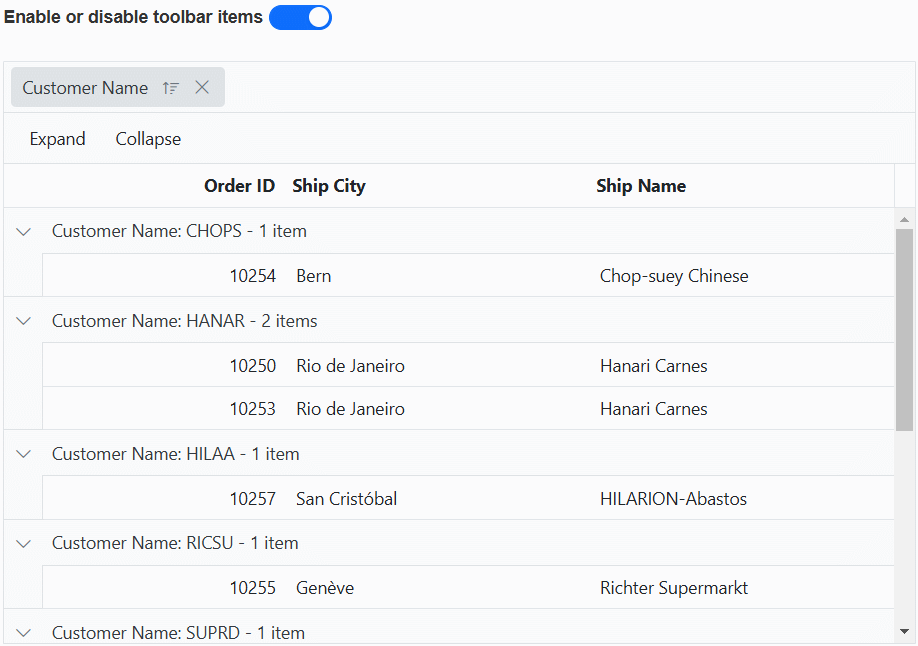 Enable or disable toolbar items
Customer Name
Expand Collapse
Order ID Ship City Ship Name
Customer Name: CHOPS - 1 item
10254 Bern Chop-suey Chinese
Customer Name: HANAR - 2 items
10250 Rio de Janeiro Hanari Carnes
10253 Rio de Janeiro Hanari Carnes
Customer Name: HILAA - 1 item
10257 San Cristóbal HILARION-Abastos
Customer Name: RICSU - 1 item
10255 Genève Richter Supermarkt
Customer Name: SUPRD - 1 item